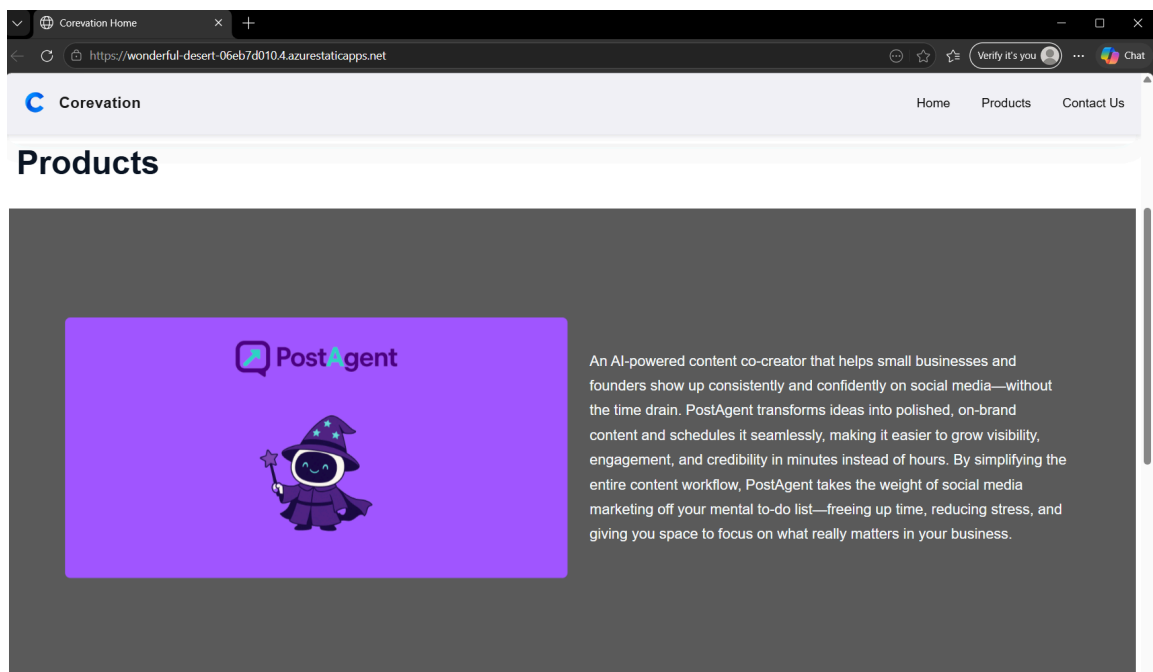 Corevation Home
https://wonderful-desert-06eb7d010.4.azurestaticapps.net
Verify it's you
Chat
Corevation
Home
Products
Contact Us
Products
PostAgent
An AI-powered content co-creator that helps small businesses and
founders show up consistently and confidently on social media—without
the time drain. PostAgent transforms ideas into polished, on-brand
content and schedules it seamlessly, making it easier to grow visibility,
engagement, and credibility in minutes instead of hours. By simplifying the
entire content workflow, PostAgent takes the weight of social media
marketing off your mental to-do list—freeing up time, reducing stress, and
giving you space to focus on what really matters in your business.